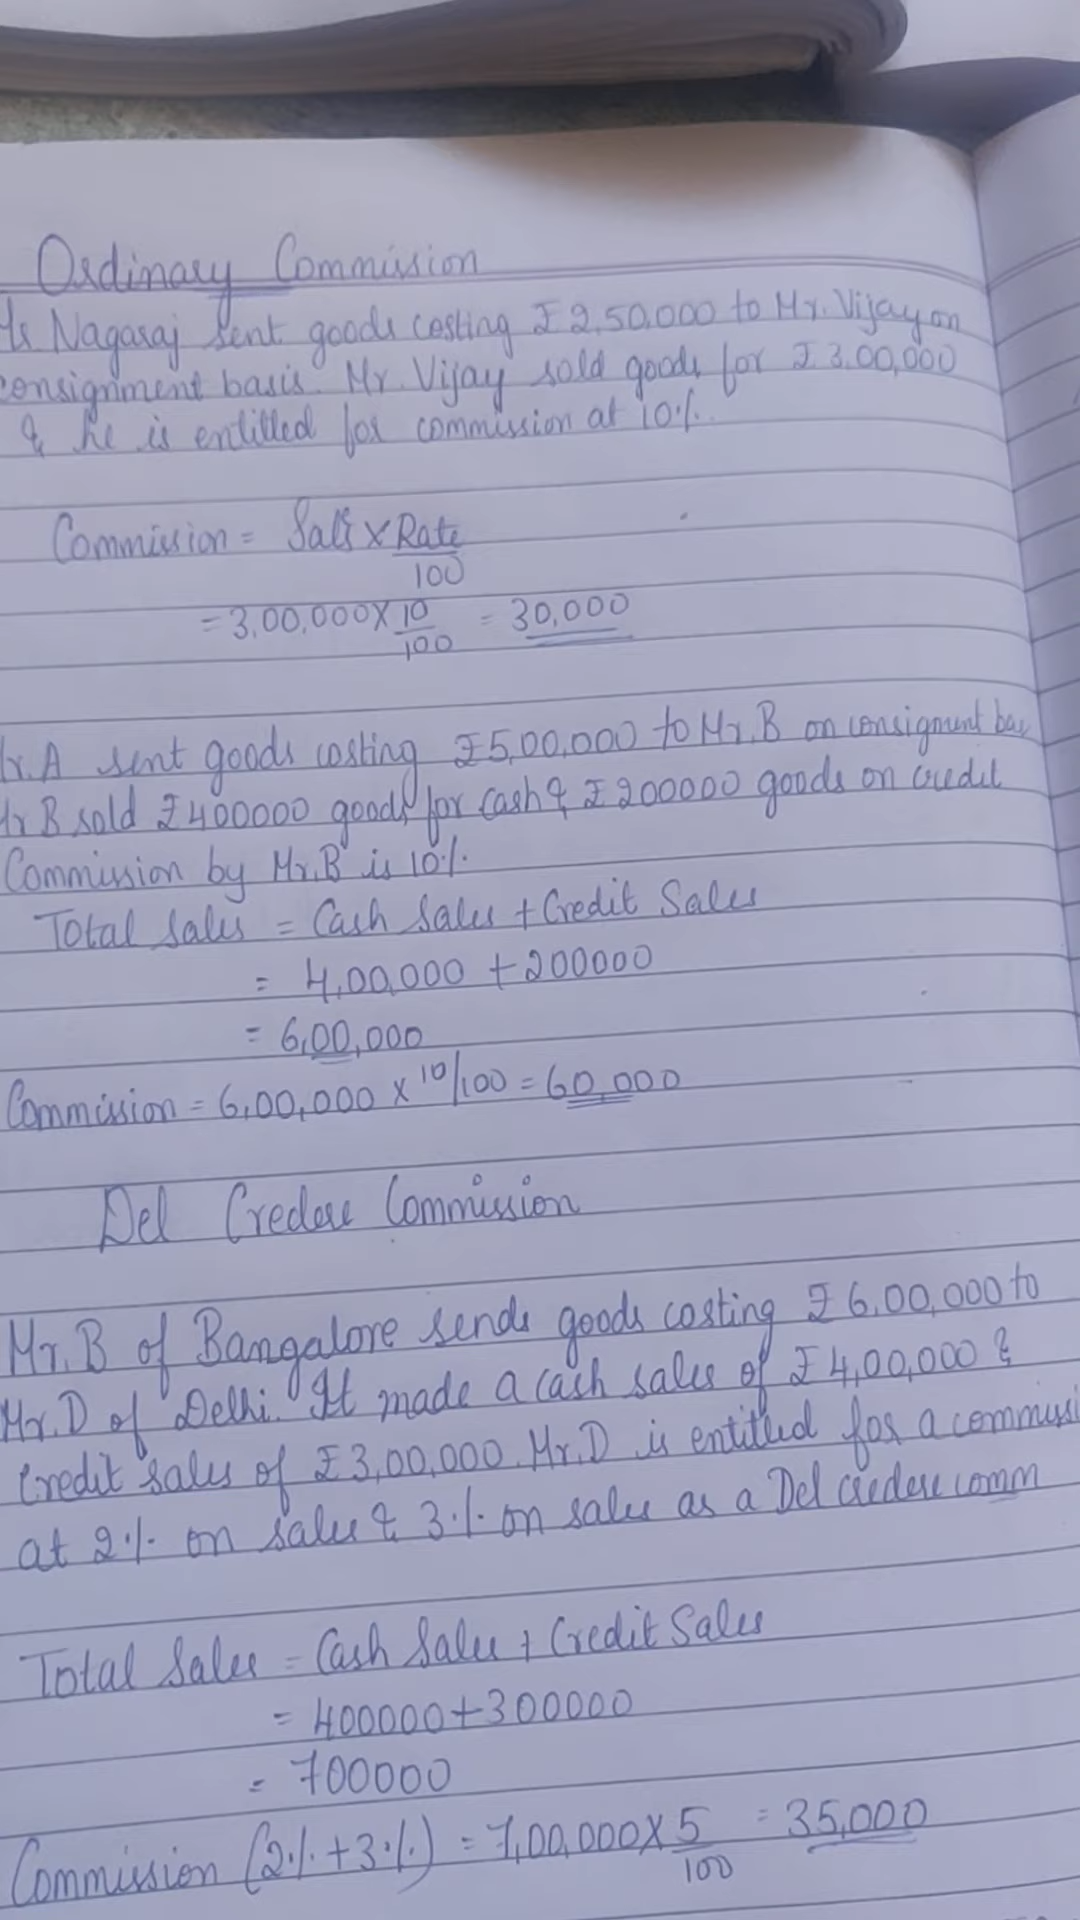 Ordinary Commission
Nagaraj sent goods costing ₹2,50,000 to Mr. Vijay on
consignment basis. Mr. Vijay sold goods for ₹3,00,000
& he is entitled for commission at 10%.
Commission = Sales × Rate
100
= 3,00,000 × 10 = 30,000
100
Mr. A sent goods costing ₹5,00,000 to Mr. B on consignment
Mr B sold ₹400000 goods for cash & ₹200000 goods on credit
Commission by Mr. B is 10%.
Total sales = Cash Sales + Credit Sales
= 4,00,000 + 200000
= 6,00,000
Commission = 6,00,000 × 10/100 = 60,000
Del Credere Commission
Mr. B of Bangalore sends goods costing ₹6,00,000 to
Mr. D of Delhi. It made a cash sales of ₹4,00,000 &
credit sales of ₹3,00,000. Mr. D is entitled for a commissi
at 2% on sales & 3% on sales as a Del credere comm
Total Sales = Cash Sales + Credit Sales
= 400000 + 300000
= 700000
Commission (2% + 3%) = 7,00,000 × 5 = 35,000
100